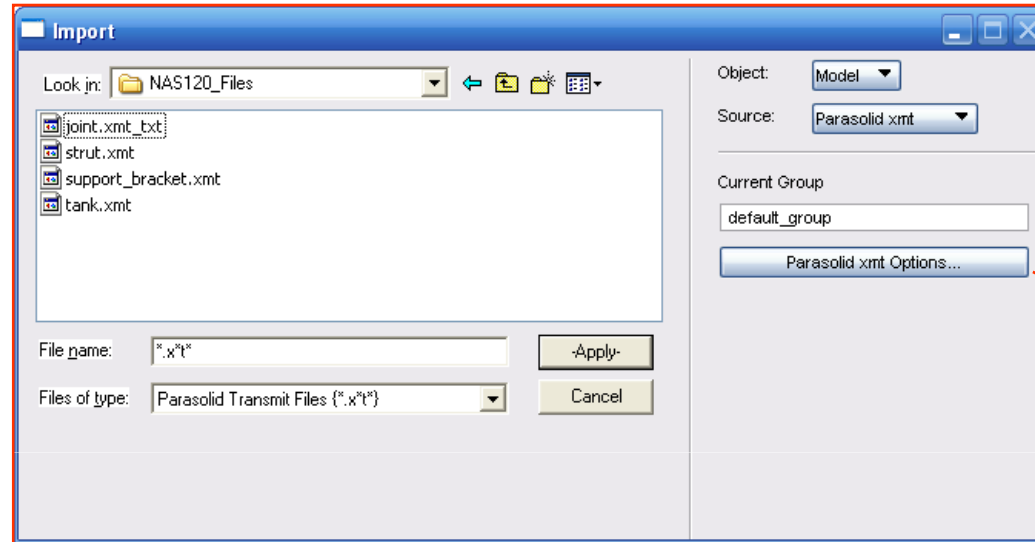 Import
Look in: NAS120_Files
joint.xmt_txt
strut.xmt
support_bracket.xmt
tank.xmt
File name: *.x*t*
-Apply-
Files of type: Parasolid Transmit Files {*.x*t*}
Cancel
Object: Model
Source: Parasolid xmt
Current Group
default_group
Parasolid xmt Options...